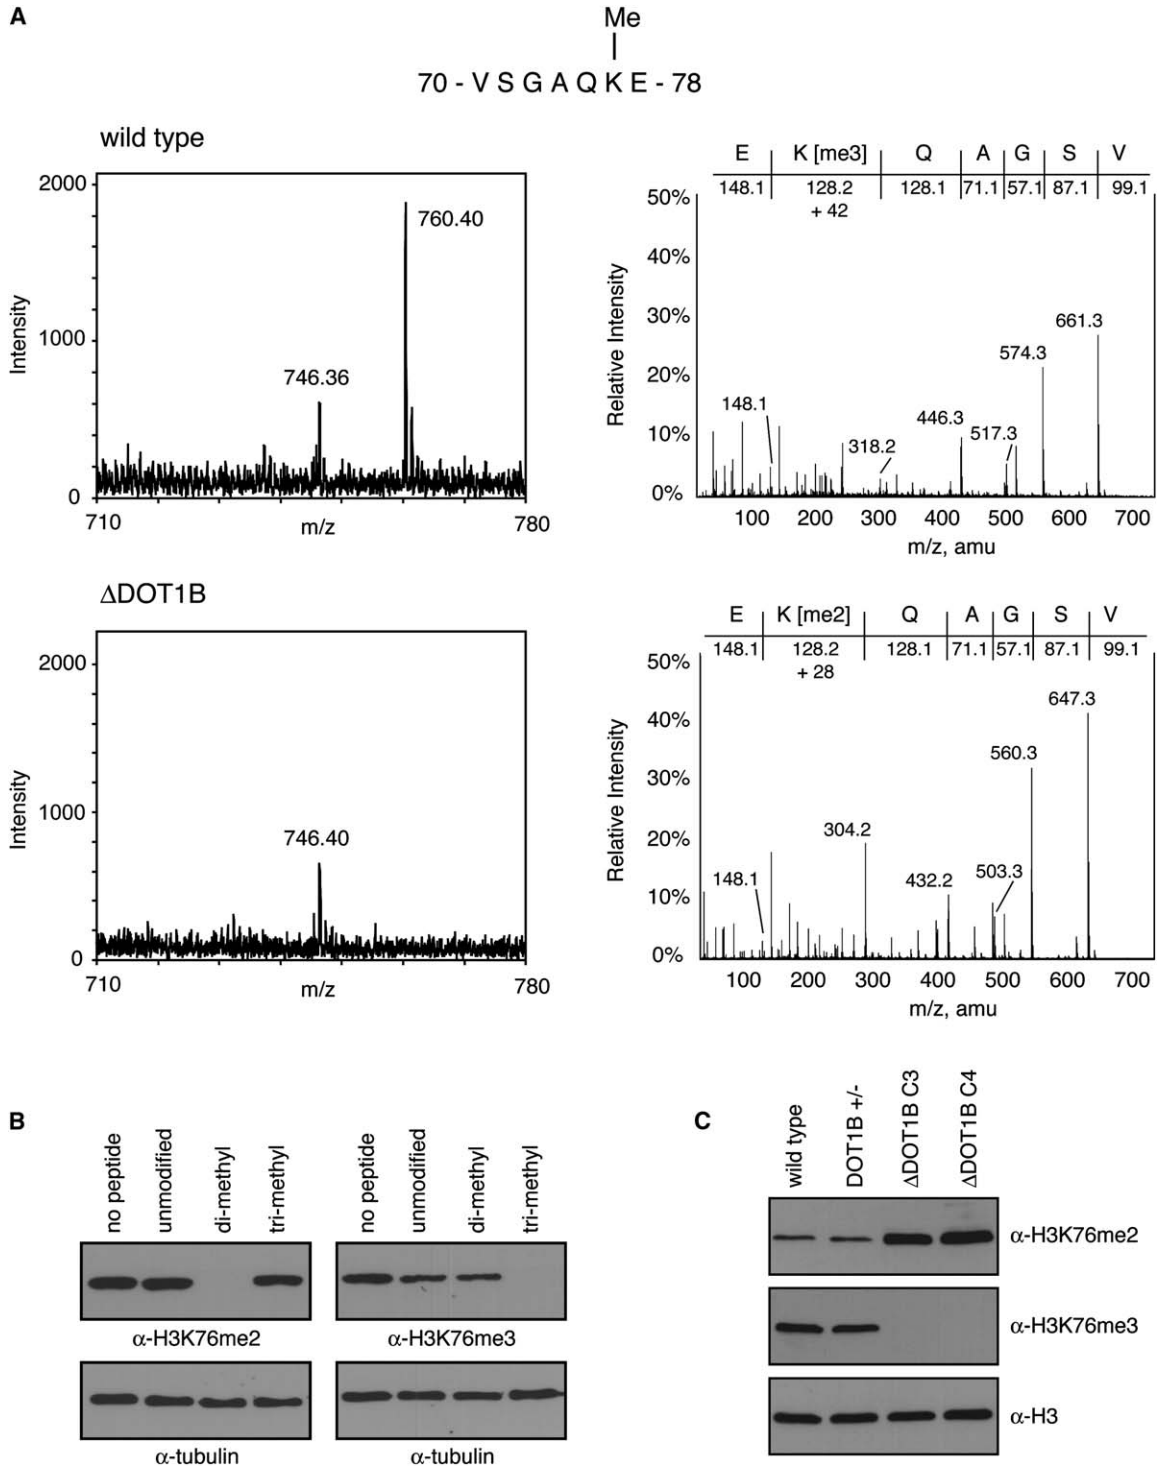 A
Me
70 - V S G A Q K E - 78
wild type
2000
1000
0
Intensity
760.40
746.36
710
780
m/z
E K [me3] Q A G S V
148.1 128.2 128.1 71.1 57.1 87.1 99.1
+ 42
50%
40%
30%
20%
10%
0%
Relative Intensity
661.3
574.3
148.1
446.3
517.3
318.2
100 200 300 400 500 600 700
m/z, amu
ΔDOT1B
2000
1000
0
Intensity
746.40
710
780
m/z
E K [me2] Q A G S V
148.1 128.2 128.1 71.1 57.1 87.1 99.1
+ 28
50%
40%
30%
20%
10%
0%
Relative Intensity
647.3
560.3
304.2
148.1
432.2
503.3
100 200 300 400 500 600 700
m/z, amu
B
no peptide
unmodified
di-methyl
tri-methyl
no peptide
unmodified
di-methyl
tri-methyl
α-H3K76me2
α-H3K76me3
α-tubulin
α-tubulin
C
wild type
DOT1B +/-
ΔDOT1B C3
ΔDOT1B C4
α-H3K76me2
α-H3K76me3
α-H3